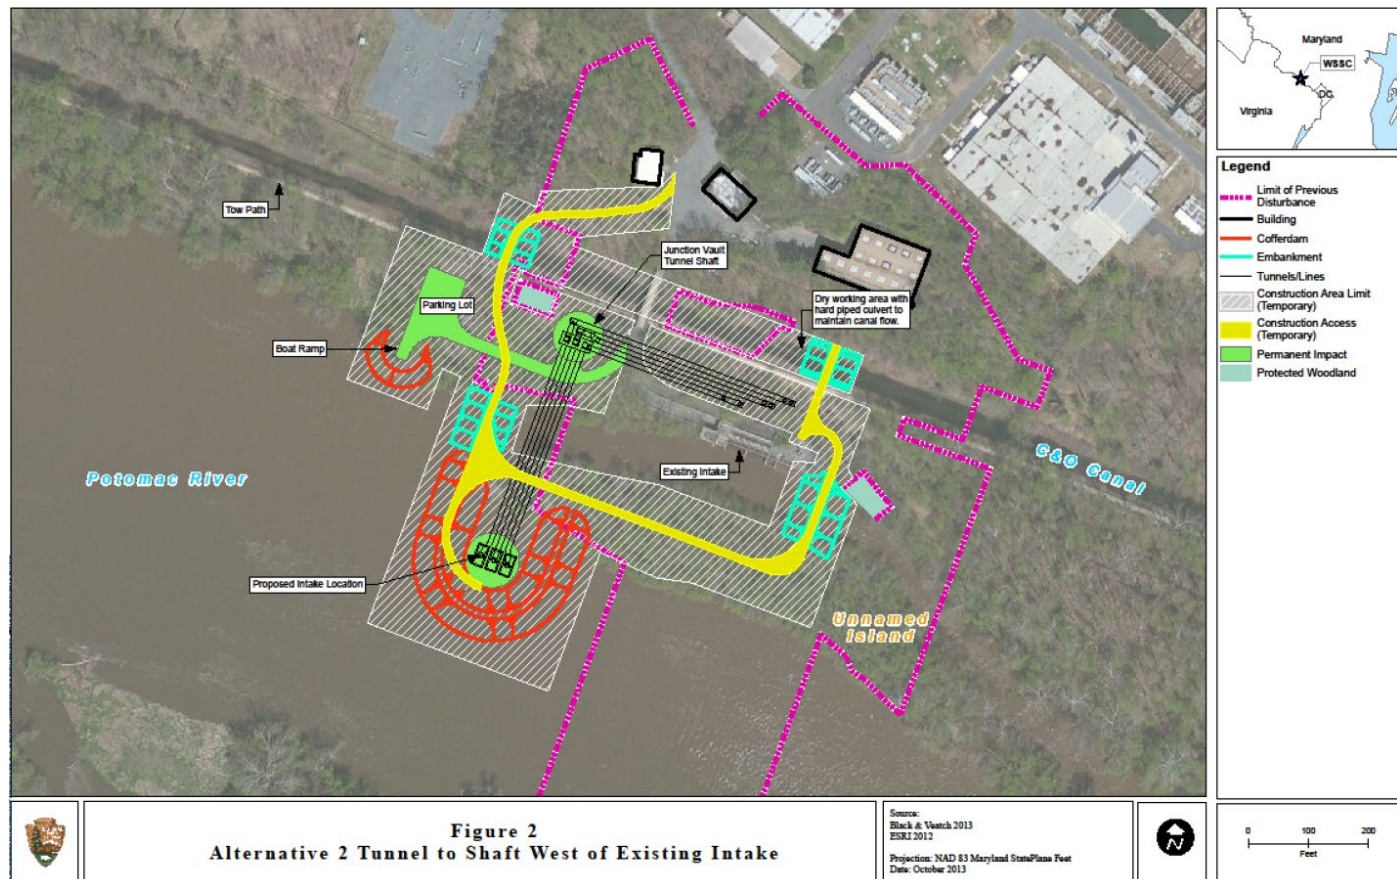 Tow Path
Junction Vault
Tunnel Shaft
Parking Lot
Dry working area with
hard piped culvert to
maintain canal flow.
Boat Ramp
Existing Intake
C&O Canal
Potomac River
Proposed Intake Location
Unnamed
Island
Maryland
WSSC
DC
Virginia
Legend
Limit of Previous
Disturbance
Building
Cofferdam
Embankment
Tunnels/Lines
Construction Area Limit
(Temporary)
Construction Access
(Temporary)
Permanent Impact
Protected Woodland
Figure 2
Alternative 2 Tunnel to Shaft West of Existing Intake
Source:
Black & Veatch 2013
ESRI 2012
Projection: NAD 83 Maryland StatePlane Feet
Date: October 2013
N
0 100 200
Feet